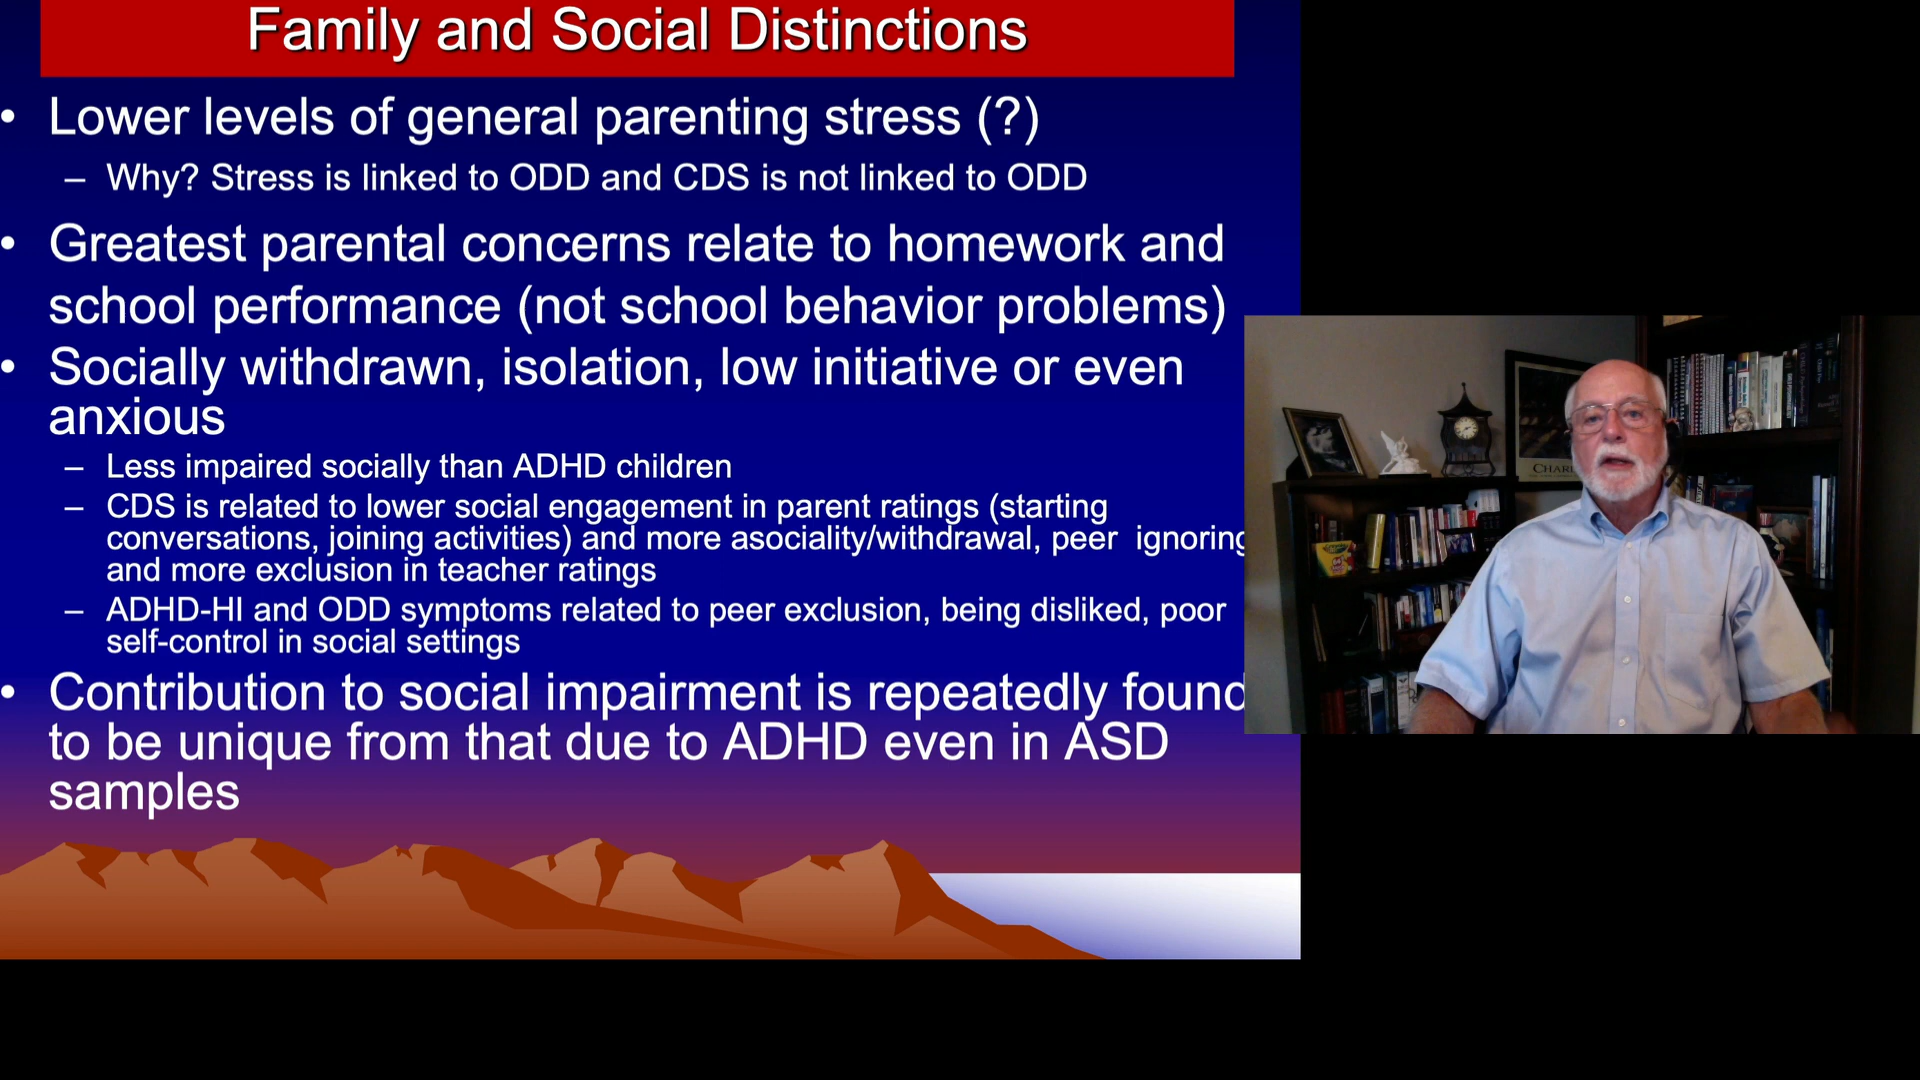 Family and Social Distinctions
• Lower levels of general parenting stress (?)
– Why? Stress is linked to ODD and CDS is not linked to ODD
• Greatest parental concerns relate to homework and
school performance (not school behavior problems)
• Socially withdrawn, isolation, low initiative or even
anxious
– Less impaired socially than ADHD children
– CDS is related to lower social engagement in parent ratings (starting
conversations, joining activities) and more asociality/withdrawal, peer ignoring
and more exclusion in teacher ratings
– ADHD-HI and ODD symptoms related to peer exclusion, being disliked, poor
self-control in social settings
• Contribution to social impairment is repeatedly found
to be unique from that due to ADHD even in ASD
samples
CHAR